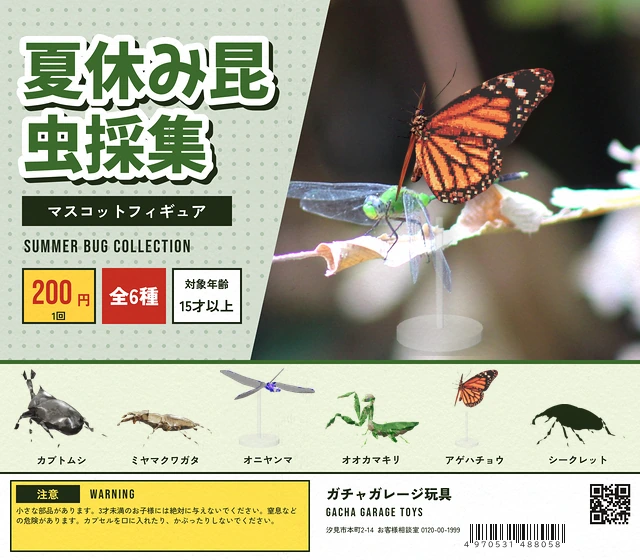 夏休み昆
虫採集
マスコットフィギュア
SUMMER BUG COLLECTION
200円
1回
全6種
対象年齢
15才以上
カブトムシ
ミヤマクワガタ
オニヤンマ
オオカマキリ
アゲハチョウ
シークレット
注意 WARNING
小さな部品があります。3才未満のお子様には絶対に与えないでください。窒息など
の危険があります。カプセルを口に入れたり、かぶったりしないでください。
ガチャガレージ玩具
GACHA GARAGE TOYS
汐見市本町2-14 お客様相談室 0120-00-1999
4 970531 488058